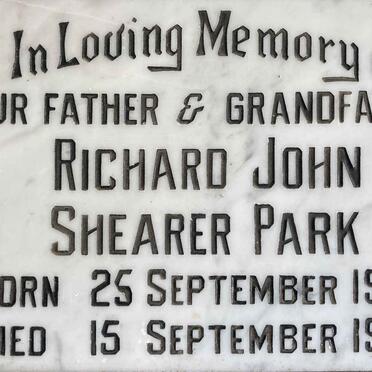 In Loving Memory
UR FATHER & GRANDFA
RICHARD JOHN
SHEARER PARK
ORN 25 SEPTEMBER 19
IED 15 SEPTEMBER 19